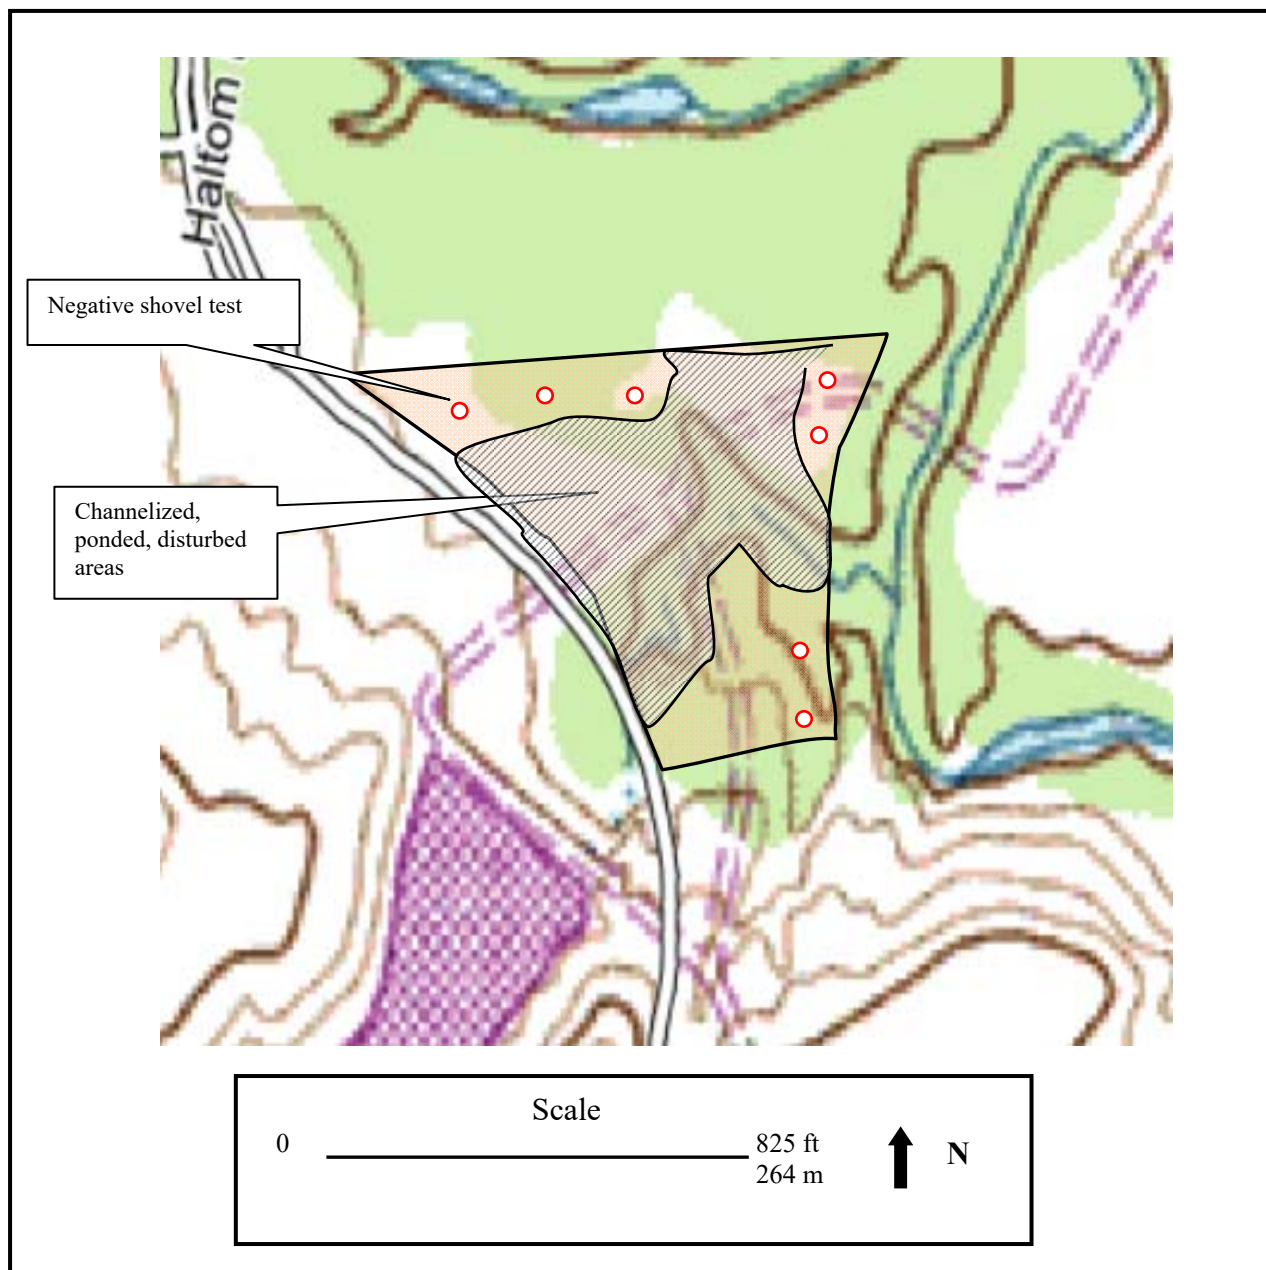 Haltom
Negative shovel test
Channelized,
ponded, disturbed
areas
Scale
0
825 ft
264 m
N